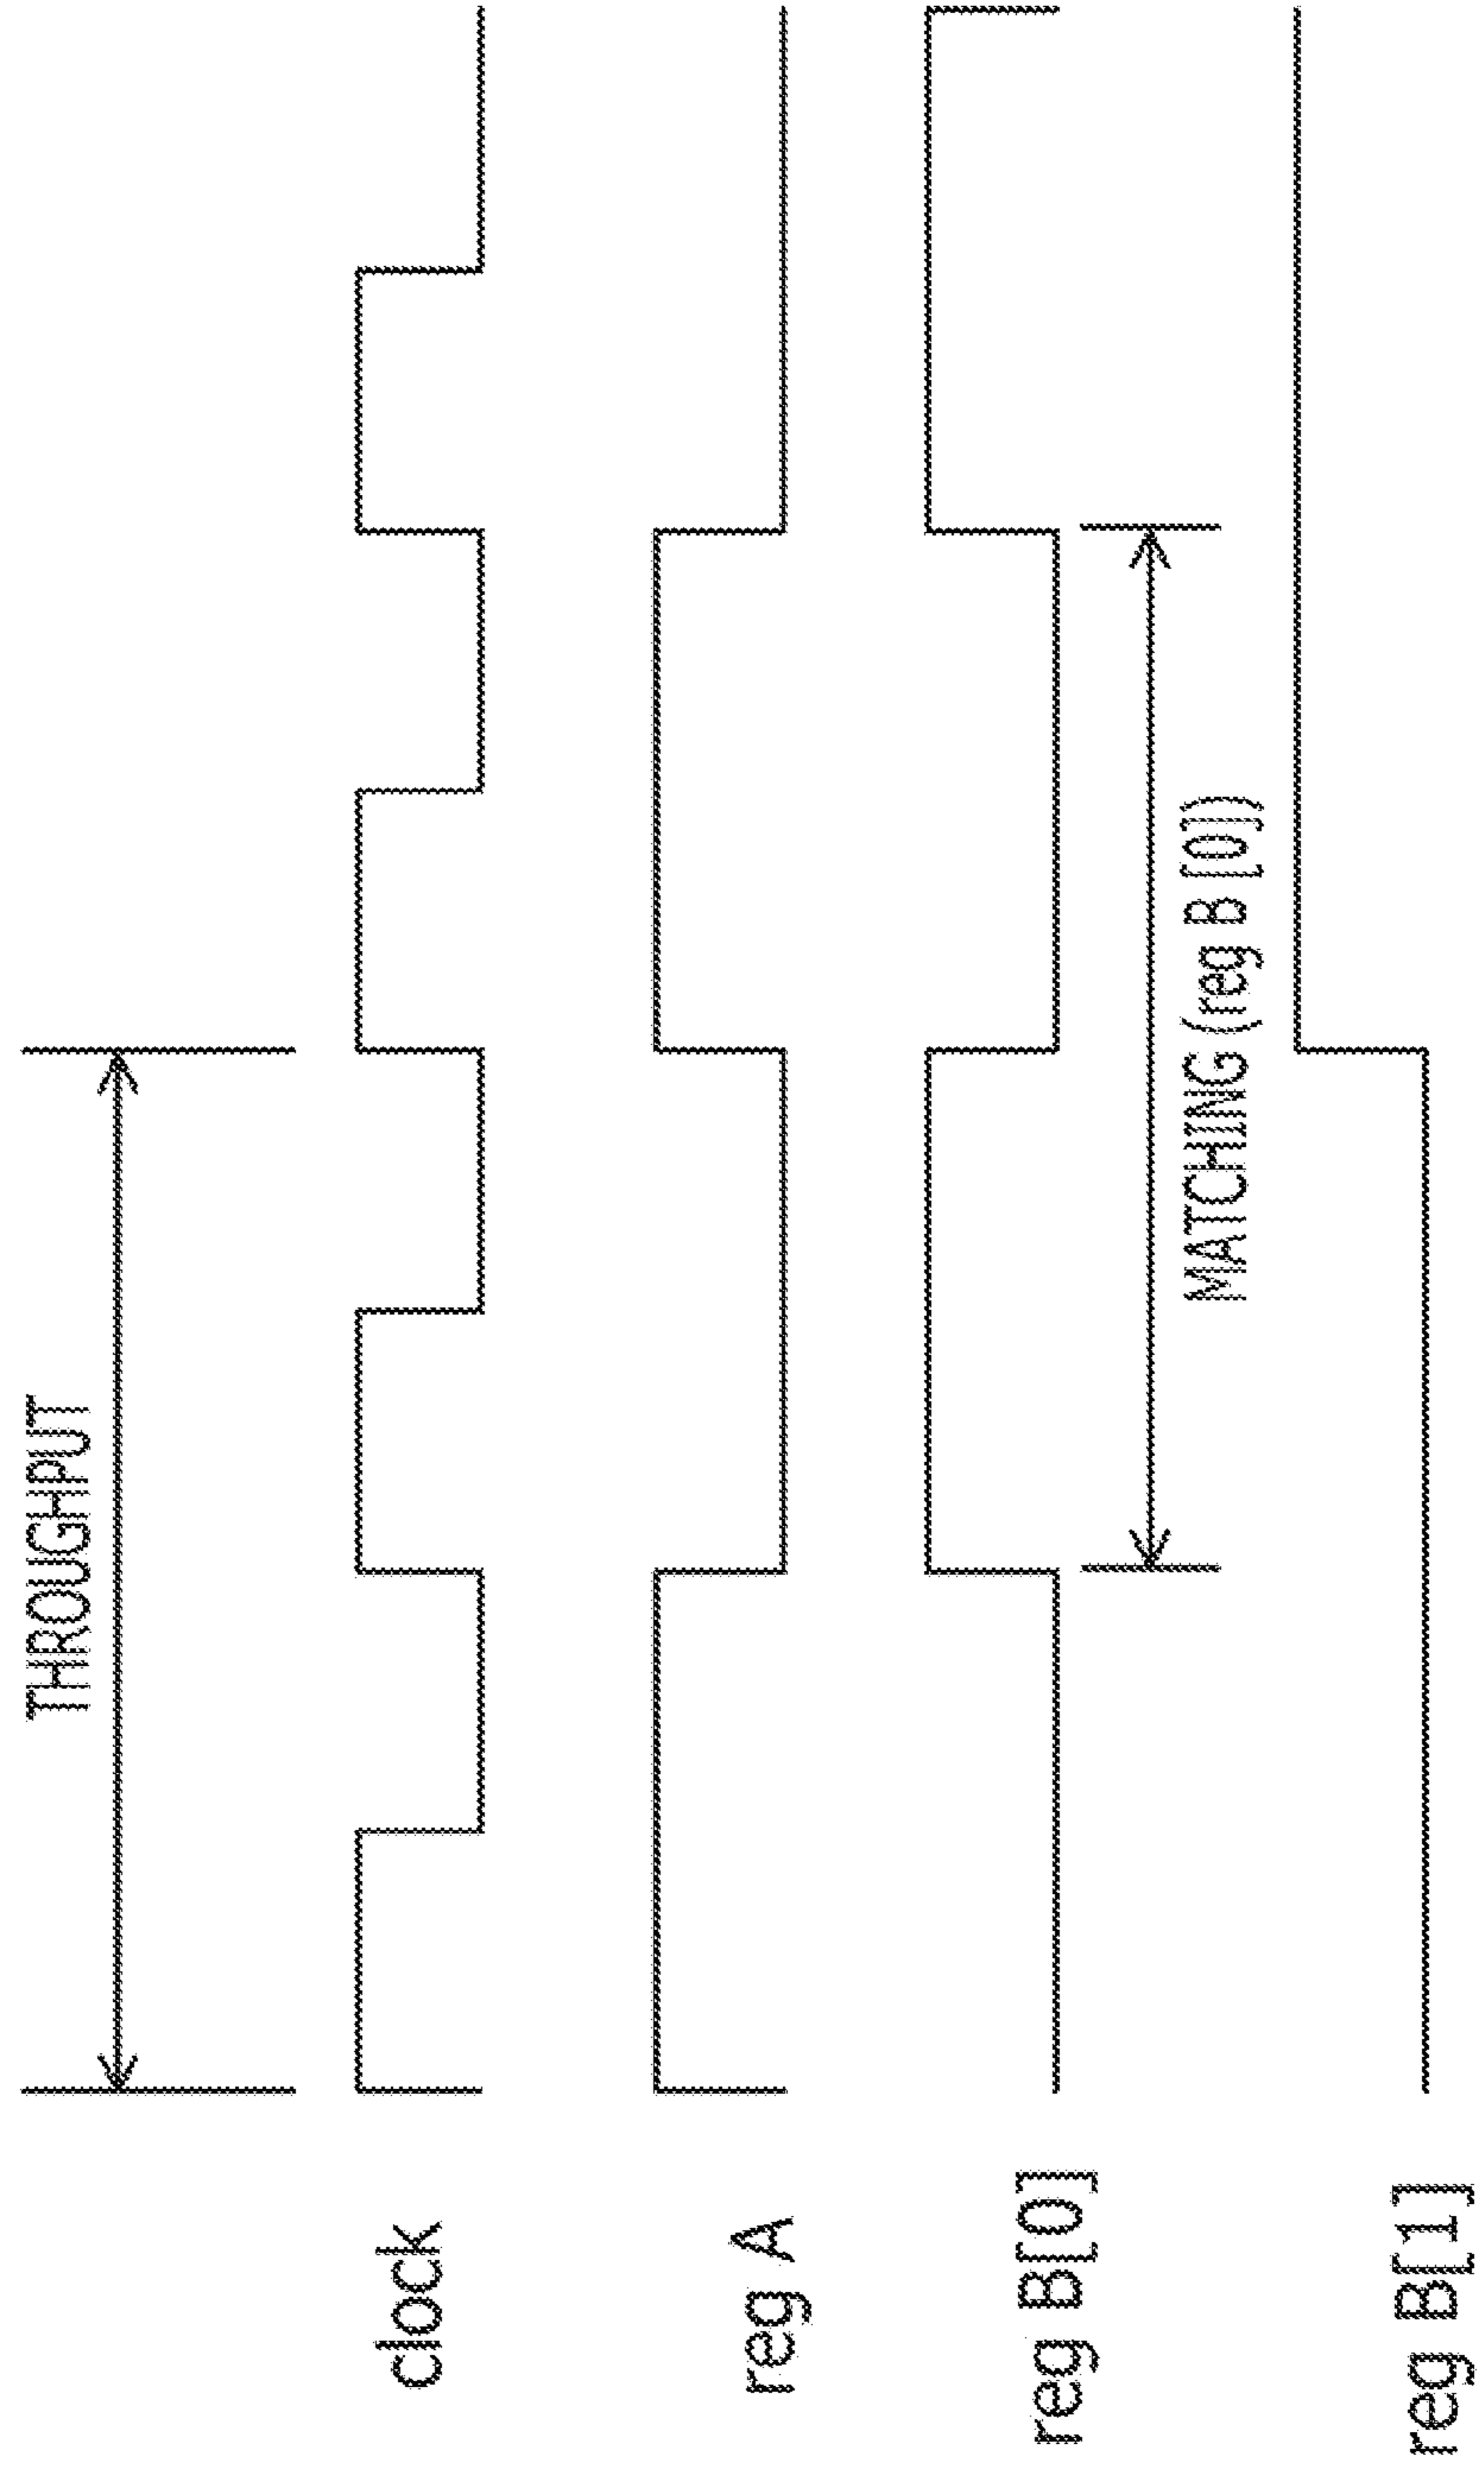 THROUGHPUT
clock
reg A
reg B[0]
MATCHING (reg B [0])
reg B[1]